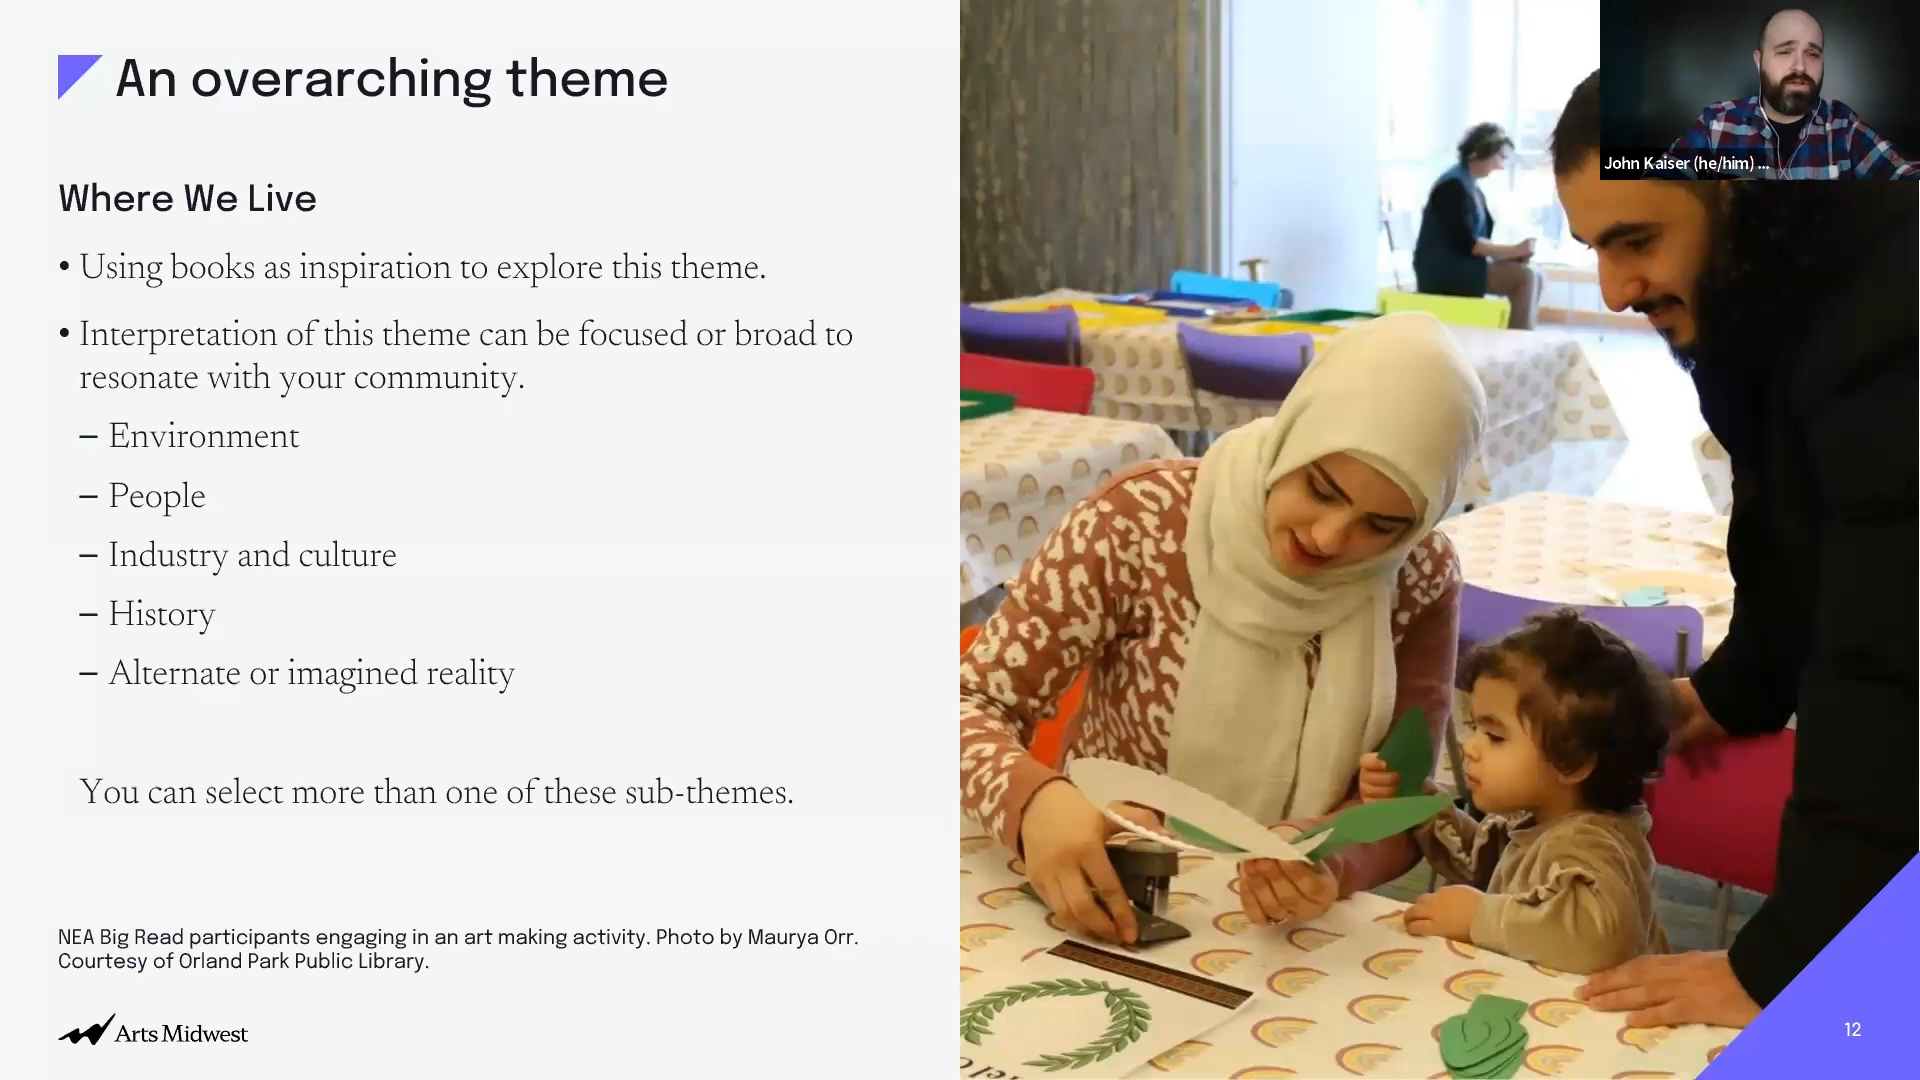 An overarching theme
John Kaiser (he/him) ...
Where We Live
• Using books as inspiration to explore this theme.
• Interpretation of this theme can be focused or broad to
resonate with your community.
– Environment
– People
– Industry and culture
– History
– Alternate or imagined reality
You can select more than one of these sub-themes.
NEA Big Read participants engaging in an art making activity. Photo by Maurya Orr.
Courtesy of Orland Park Public Library.
Arts Midwest
12